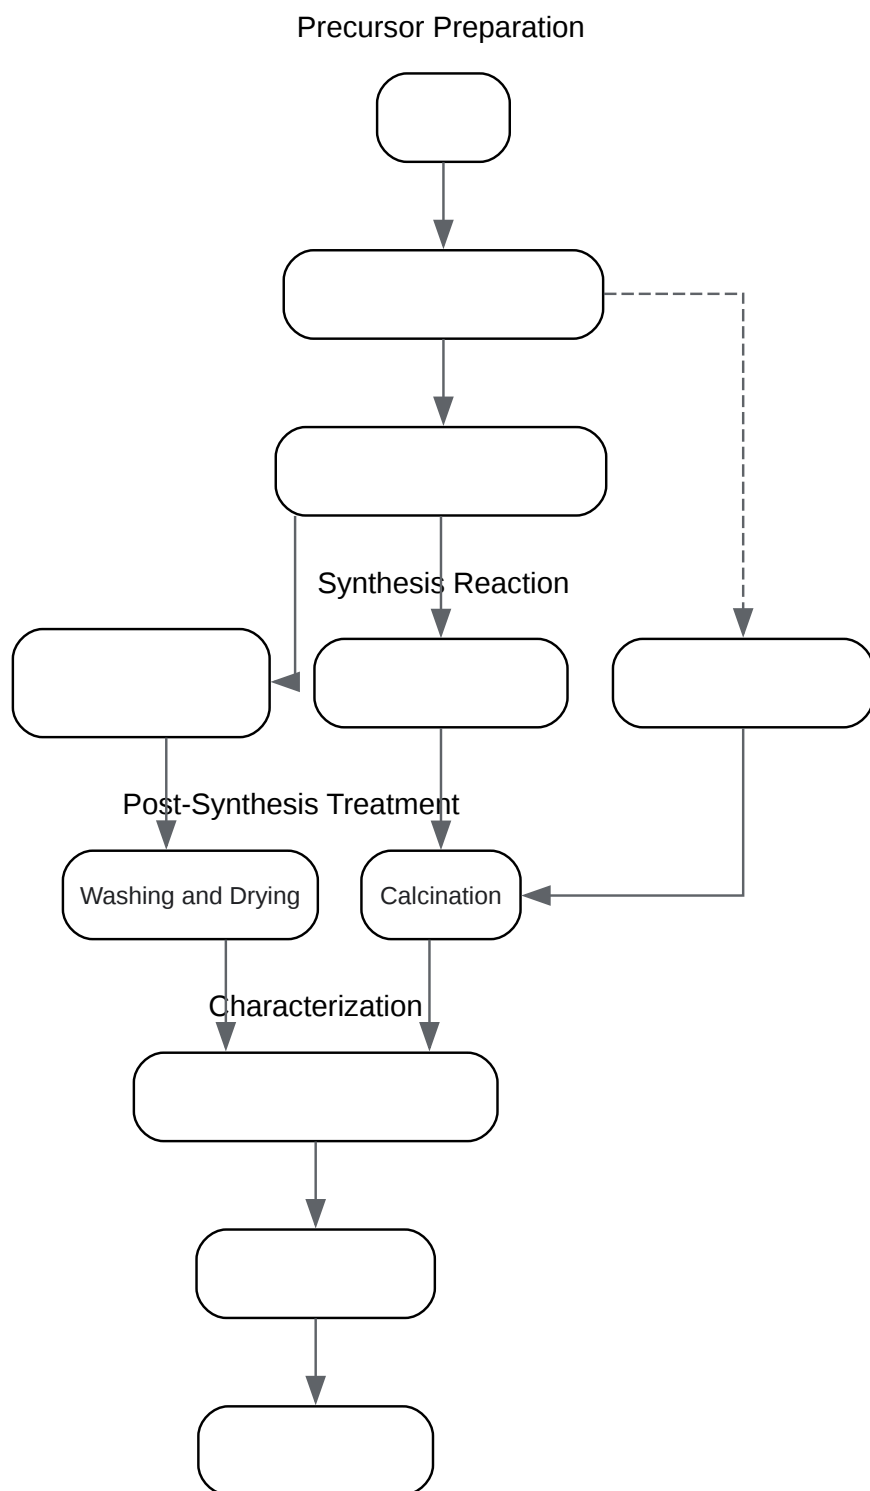 Precursor Preparation
Synthesis Reaction
Post-Synthesis Treatment
Washing and Drying
Calcination
Characterization